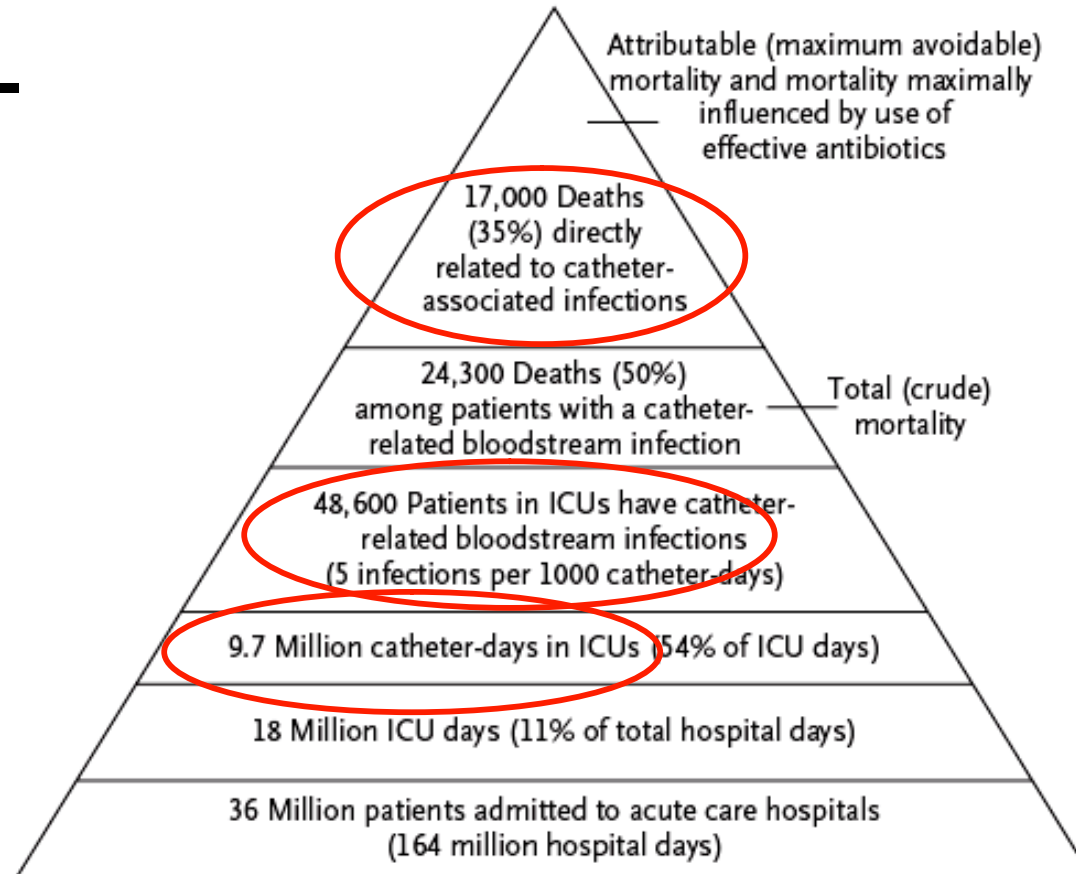 Attributable (maximum avoidable)
mortality and mortality maximally
influenced by use of
effective antibiotics
17,000 Deaths
(35%) directly
related to catheter-
associated infections
24,300 Deaths (50%)
among patients with a catheter-
related bloodstream infection
Total (crude)
mortality
48,600 Patients in ICUs have catheter-
related bloodstream infections
(5 infections per 1000 catheter-days)
9.7 Million catheter-days in ICUs (54% of ICU days)
18 Million ICU days (11% of total hospital days)
36 Million patients admitted to acute care hospitals
(164 million hospital days)